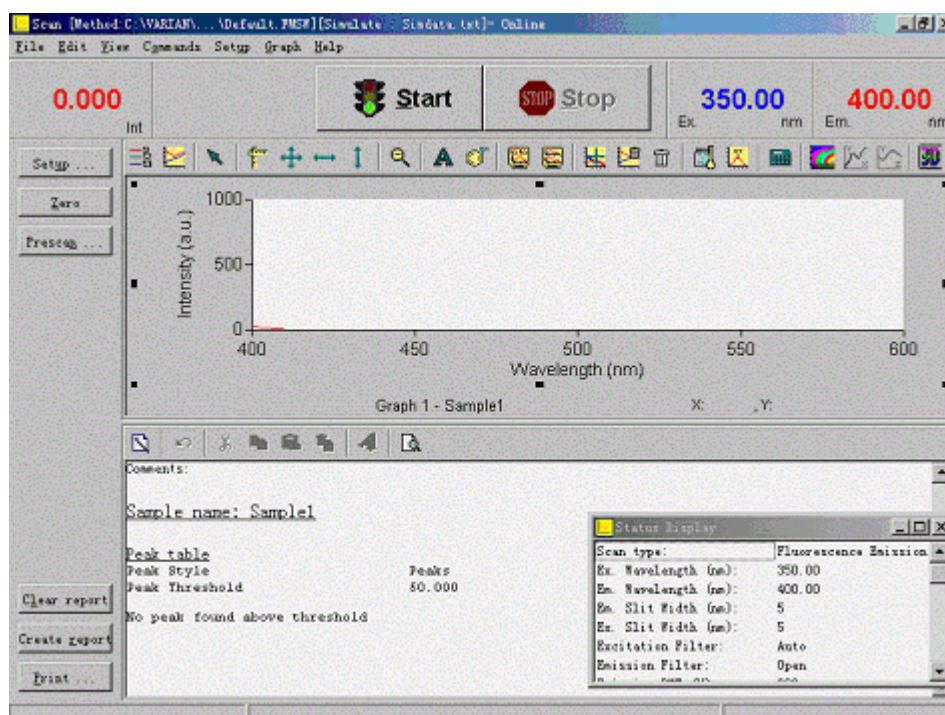 Scan [Method:C:\VARIAN\...\Default.FMSW][Simulate : Simdata.txt]- Online
File Edit View Commands Setup Graph Help
0.000
Int
Start
STOP Stop
350.00
Ex. nm
400.00
Em. nm
Setup ...
Zero
Prescan ...
3D
1000
500
0
Intensity (a.u.)
400 450 500 550 600
Wavelength (nm)
Graph 1 - Sample1 X: ,Y:
Comments:
Sample name: Sample1
Peak table
Peak Style Peaks
Peak Threshold 50.000
No peak found above threshold
Clear report
Create report
Print ...
Status Display
Scan type: Fluorescence Emission
Ex. Wavelength (nm): 350.00
Em. Wavelength (nm): 400.00
Em. Slit Width (nm): 5
Ex. Slit Width (nm): 5
Excitation Filter: Auto
Emission Filter: Open